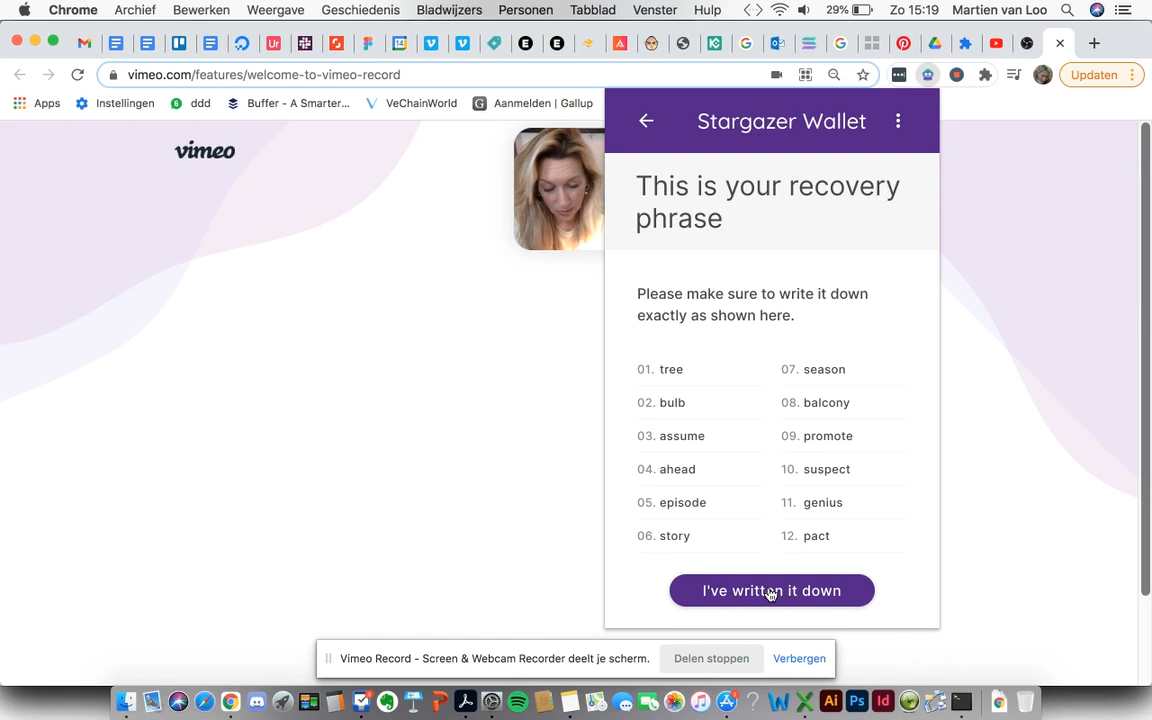 Chrome Archief Bewerken Weergave Geschiedenis Bladwijzers Personen Tabblad Venster Hulp 29% Zo 15:19 Martien van Loo
vimeo.com/features/welcome-to-vimeo-record Updaten
Apps Instellingen ddd Buffer - A Smarter... VeChainWorld Aanmelden | Gallup
vimeo
Stargazer Wallet
This is your recovery
phrase
Please make sure to write it down
exactly as shown here.
01. tree 07. season
02. bulb 08. balcony
03. assume 09. promote
04. ahead 10. suspect
05. episode 11. genius
06. story 12. pact
I've written it down
Vimeo Record - Screen & Webcam Recorder deelt je scherm. Delen stoppen Verbergen